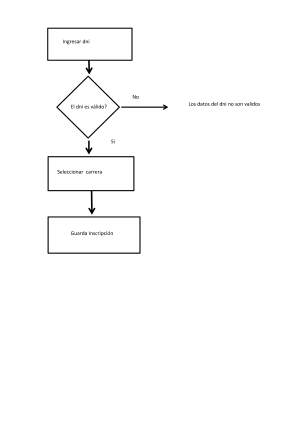 Ingresar dni
El dni es válido?
No
Los datos del dni no son validos
Si
Seleccionar carrera
Guarda inscripción